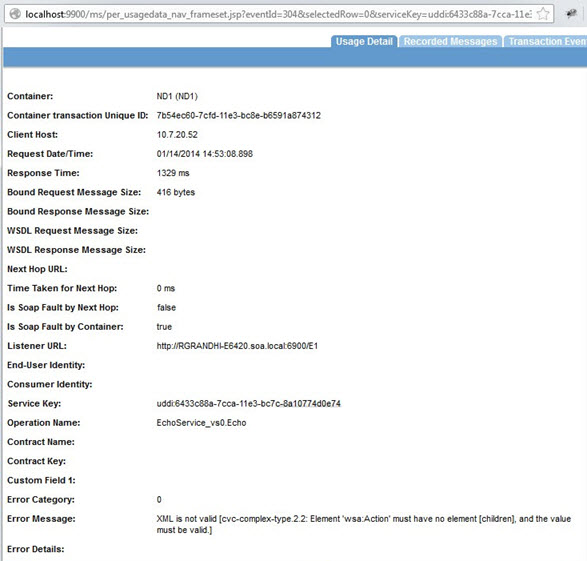 localhost:9900/ms/per_usagedata_nav_frameset.jsp?eventId=304&selectedRow=0&serviceKey=uddi:6433c88a-7cca-11e
Usage Detail Recorded Messages Transaction Even
Container: ND1 (ND1)
Container transaction Unique ID: 7b54ec60-7cfd-11e3-bc8e-b6591a874312
Client Host: 10.7.20.52
Request Date/Time: 01/14/2014 14:53:08.898
Response Time: 1329 ms
Bound Request Message Size: 416 bytes
Bound Response Message Size:
WSDL Request Message Size:
WSDL Response Message Size:
Next Hop URL:
Time Taken for Next Hop: 0 ms
Is Soap Fault by Next Hop: false
Is Soap Fault by Container: true
Listener URL: http://RGRANDHI-E6420.soa.local:6900/E1
End-User Identity:
Consumer Identity:
Service Key: uddi:6433c88a-7cca-11e3-bc7c-8a10774d0e74
Operation Name: EchoService_vs0.Echo
Contract Name:
Contract Key:
Custom Field 1:
Error Category: 0
Error Message: XML is not valid [cvc-complex-type.2.2: Element 'wsa:Action' must have no element [children], and the value
must be valid.]
Error Details: